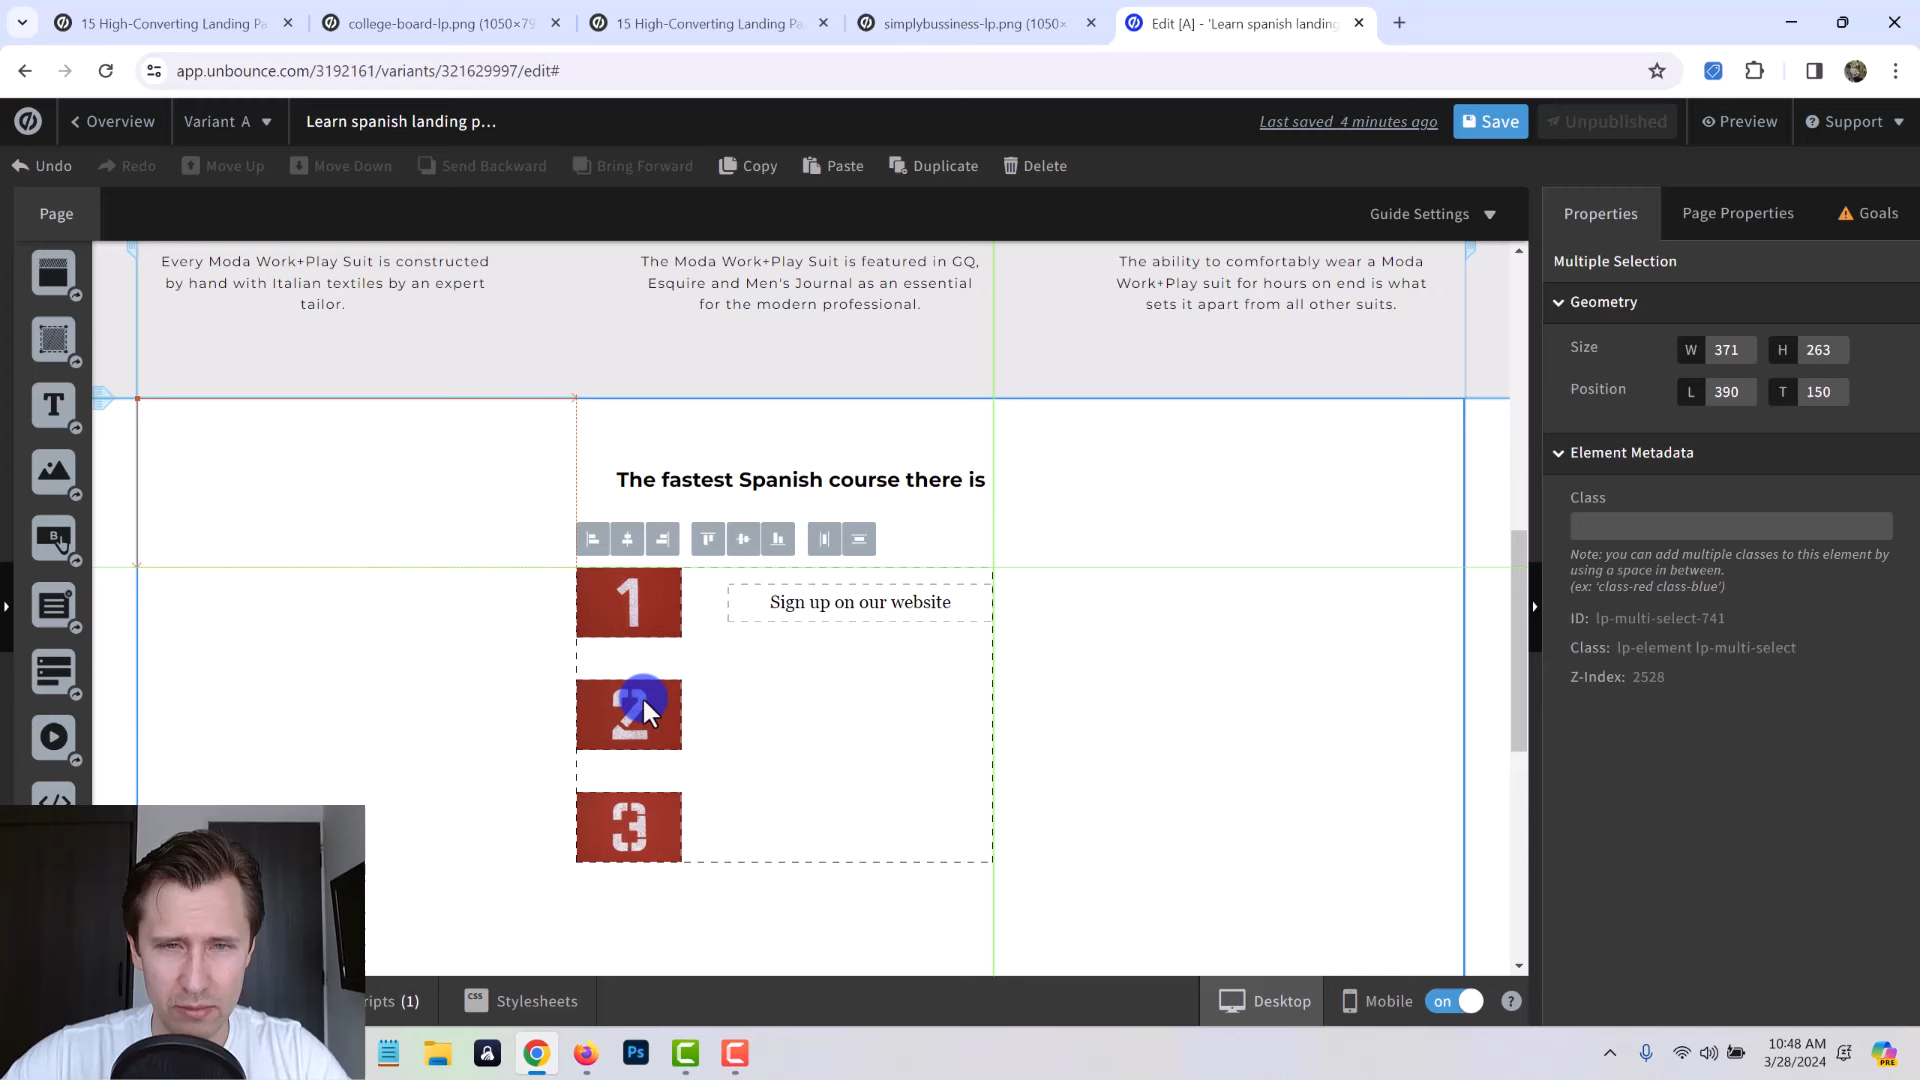 15 High-Converting Landing Pa
college-board-lp.png (1050×79
15 High-Converting Landing Pa
simplybussiness-lp.png (1050×
Edit [A] - 'Learn spanish landing
app.unbounce.com/3192161/variants/321629997/edit#
Overview
Variant A
Learn spanish landing p...
Last saved 4 minutes ago
Save
Unpublished
Preview
Support
Undo
Redo
Move Up
Move Down
Send Backward
Bring Forward
Copy
Paste
Duplicate
Delete
Page
Guide Settings
Properties
Page Properties
Goals
Every Moda Work+Play Suit is constructed
by hand with Italian textiles by an expert
tailor.
The Moda Work+Play Suit is featured in GQ,
Esquire and Men's Journal as an essential
for the modern professional.
The ability to comfortably wear a Moda
Work+Play suit for hours on end is what
sets it apart from all other suits.
The fastest Spanish course there is
1
Sign up on our website
2
3
Multiple Selection
Geometry
Size
W 371
H 263
Position
L 390
T 150
Element Metadata
Class
Note: you can add multiple classes to this element by
using a space in between.
(ex: 'class-red class-blue')
ID: lp-multi-select-741
Class: lp-element lp-multi-select
Z-Index: 2528
ripts (1)
CSS
Stylesheets
Desktop
Mobile
on
?
Ps
PRE
10:48 AM
3/28/2024